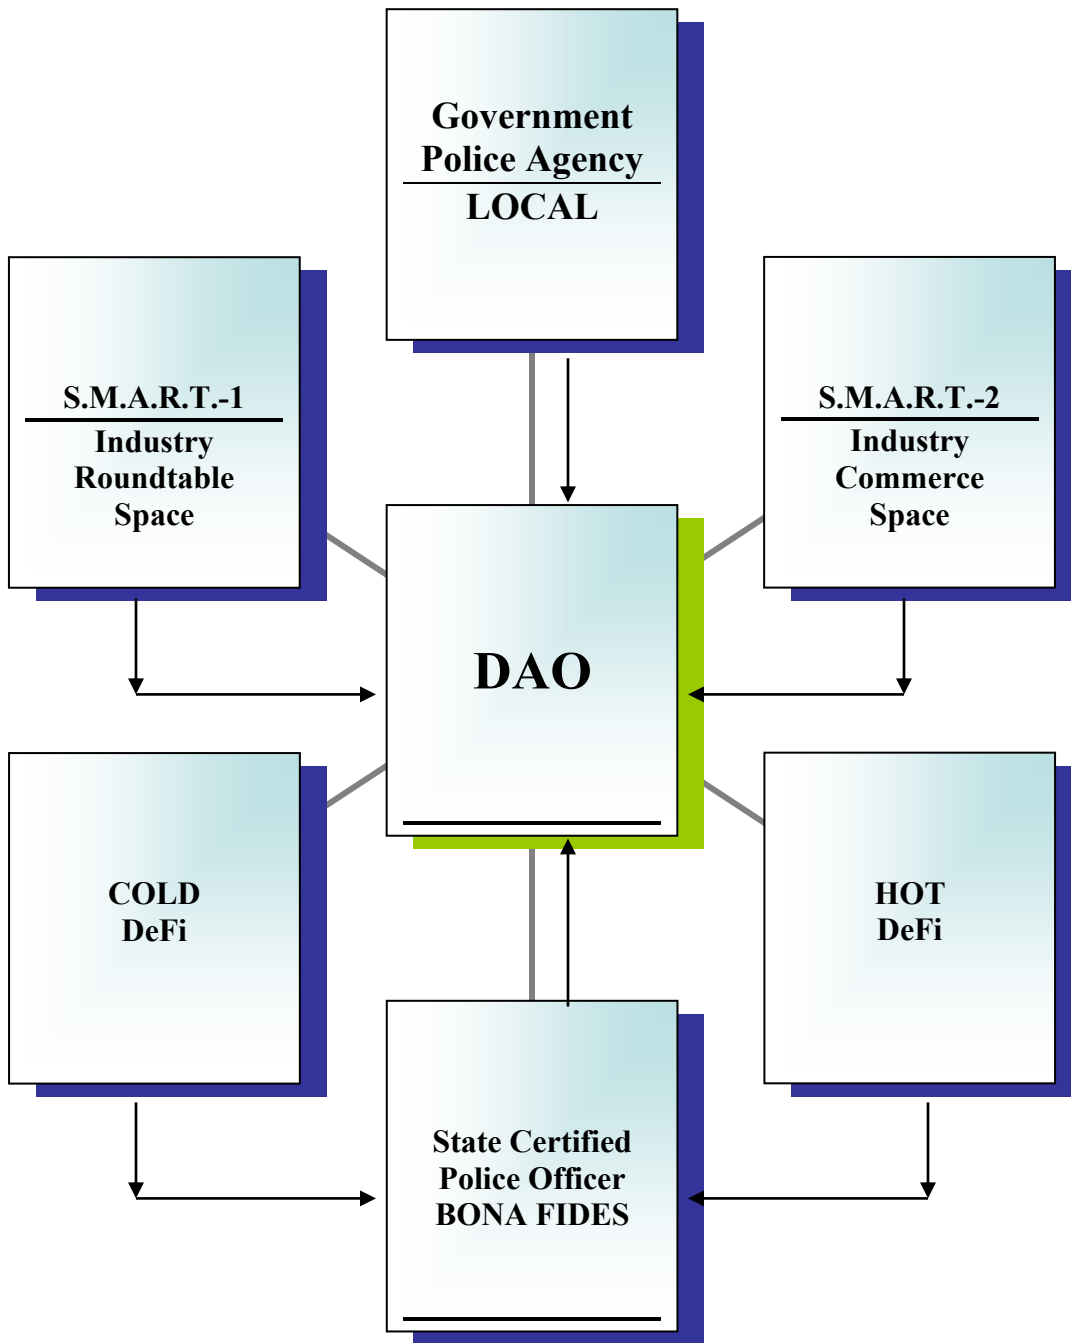 Government
Police Agency
LOCAL
S.M.A.R.T.-1
Industry
Roundtable
Space
S.M.A.R.T.-2
Industry
Commerce
Space
DAO
COLD
DeFi
HOT
DeFi
State Certified
Police Officer
BONA FIDES